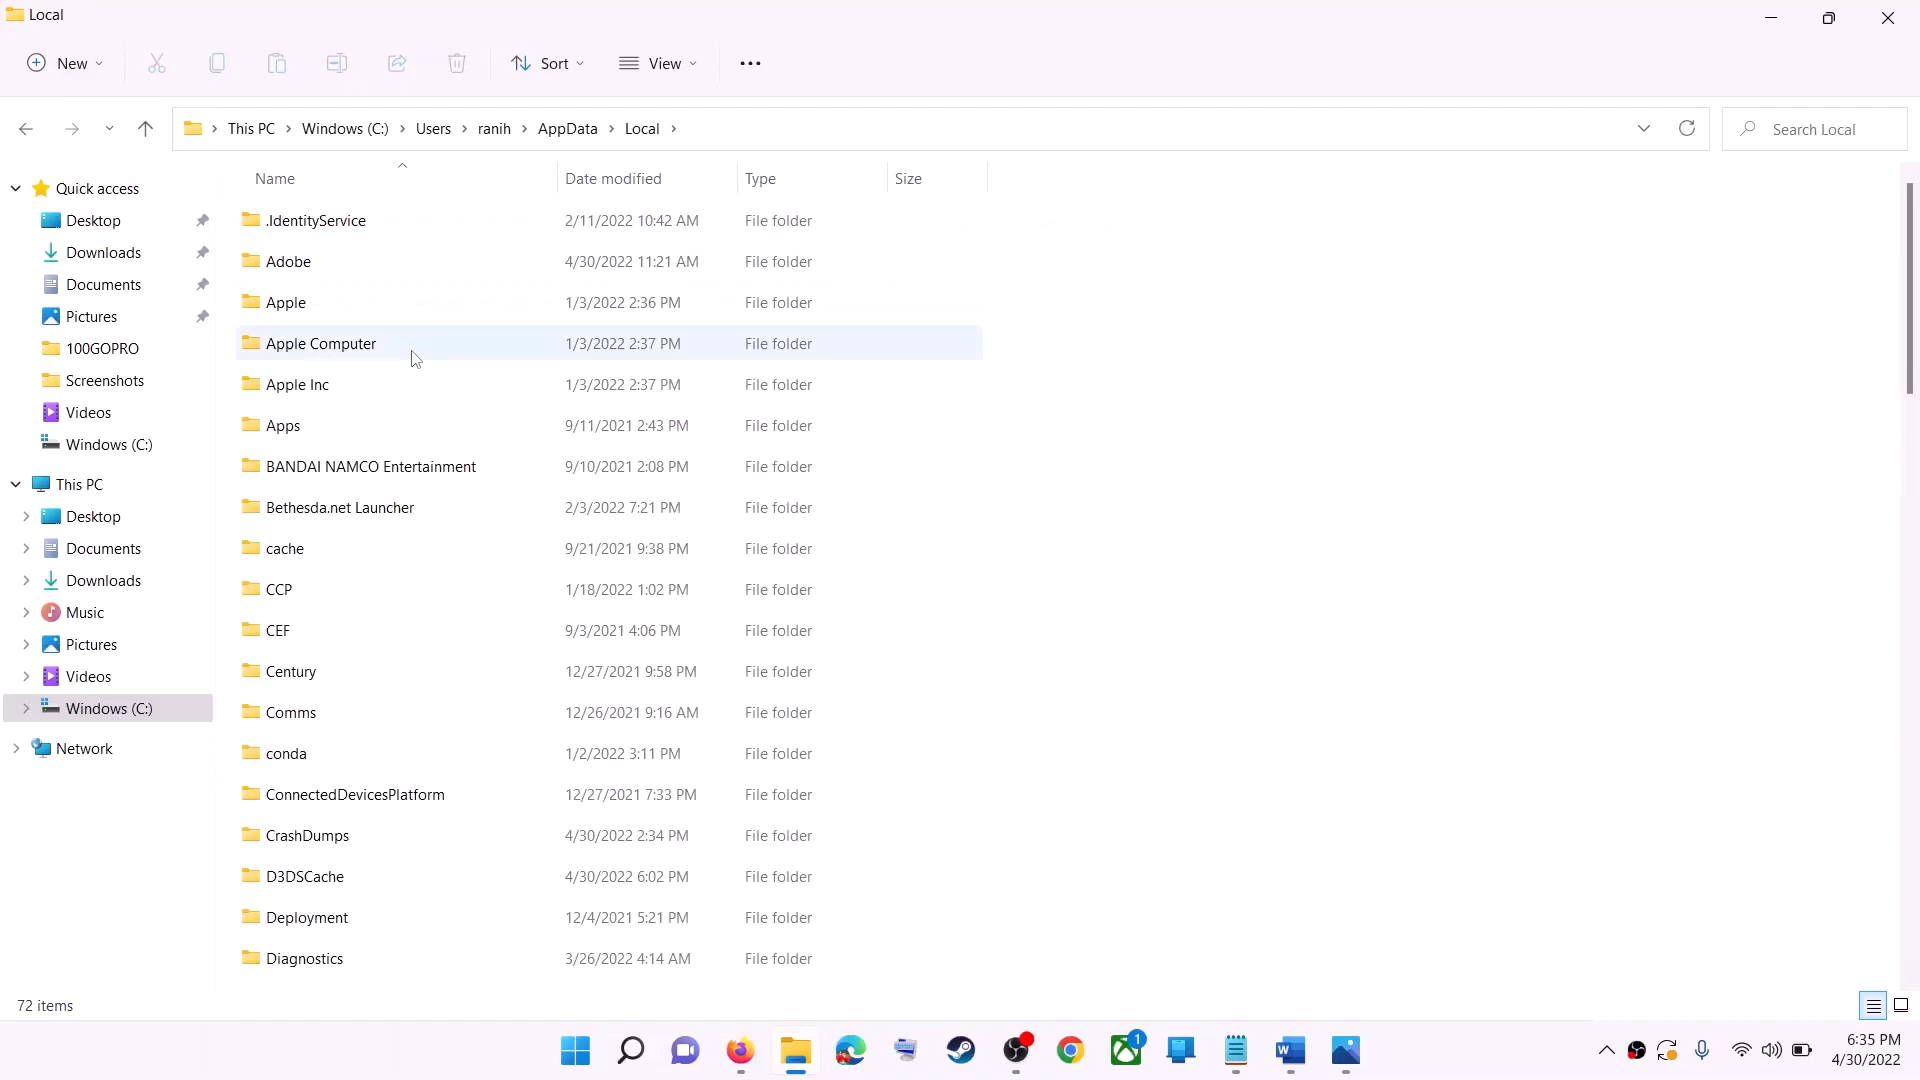 Local
New Sort View
This PC Windows (C:) Users ranih AppData Local Search Local
Name Date modified Type Size
Quick access
Desktop
Downloads
Documents
Pictures
100GOPRO
Screenshots
Videos
Windows (C:)
This PC
Desktop
Documents
Downloads
Music
Pictures
Videos
Windows (C:)
Network
.IdentityService 2/11/2022 10:42 AM File folder
Adobe 4/30/2022 11:21 AM File folder
Apple 1/3/2022 2:36 PM File folder
Apple Computer 1/3/2022 2:37 PM File folder
Apple Inc 1/3/2022 2:37 PM File folder
Apps 9/11/2021 2:43 PM File folder
BANDAI NAMCO Entertainment 9/10/2021 2:08 PM File folder
Bethesda.net Launcher 2/3/2022 7:21 PM File folder
cache 9/21/2021 9:38 PM File folder
CCP 1/18/2022 1:02 PM File folder
CEF 9/3/2021 4:06 PM File folder
Century 12/27/2021 9:58 PM File folder
Comms 12/26/2021 9:16 AM File folder
conda 1/2/2022 3:11 PM File folder
ConnectedDevicesPlatform 12/27/2021 7:33 PM File folder
CrashDumps 4/30/2022 2:34 PM File folder
D3DSCache 4/30/2022 6:02 PM File folder
Deployment 12/4/2021 5:21 PM File folder
Diagnostics 3/26/2022 4:14 AM File folder
72 items
1
6:35 PM
4/30/2022